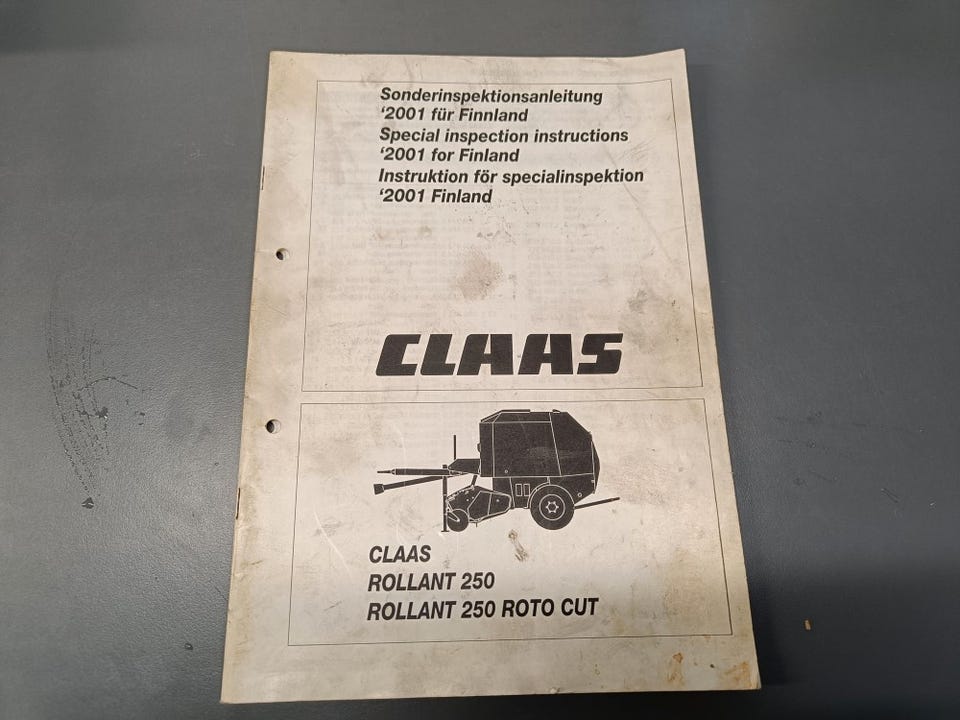 Sonderinspektionsanleitung
‘2001 für Finnland
Special inspection instructions
‘2001 for Finland
Instruktion för specialinspektion
‘2001 Finland
CLAAS
CLAAS
ROLLANT 250
ROLLANT 250 ROTO CUT